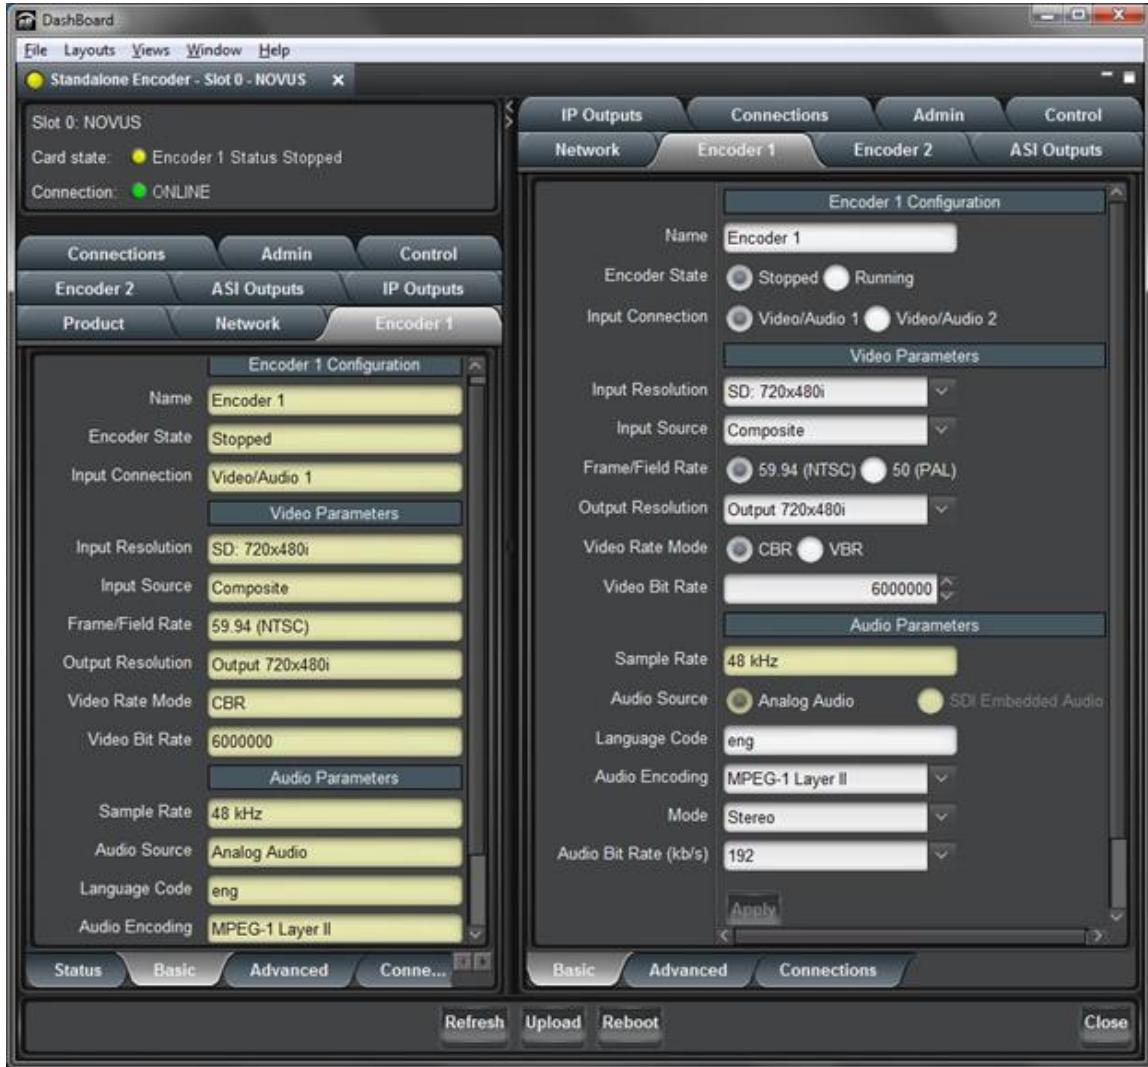 DashBoard
File Layouts Views Window Help
Standalone Encoder - Slot 0 - NOVUS
Slot 0: NOVUS
Card state: Encoder 1 Status Stopped
Connection: ONLINE
Connections Admin Control
Encoder 2 ASI Outputs IP Outputs
Product Network Encoder 1
Encoder 1 Configuration
Name Encoder 1
Encoder State Stopped
Input Connection Video/Audio 1
Video Parameters
Input Resolution SD: 720x480i
Input Source Composite
Frame/Field Rate 59.94 (NTSC)
Output Resolution Output 720x480i
Video Rate Mode CBR
Video Bit Rate 6000000
Audio Parameters
Sample Rate 48 kHz
Audio Source Analog Audio
Language Code eng
Audio Encoding MPEG-1 Layer II
Status Basic Advanced Conne...
IP Outputs Connections Admin Control
Network Encoder 1 Encoder 2 ASI Outputs
Encoder 1 Configuration
Name Encoder 1
Encoder State Stopped Running
Input Connection Video/Audio 1 Video/Audio 2
Video Parameters
Input Resolution SD: 720x480i
Input Source Composite
Frame/Field Rate 59.94 (NTSC) 50 (PAL)
Output Resolution Output 720x480i
Video Rate Mode CBR VBR
Video Bit Rate 6000000
Audio Parameters
Sample Rate 48 kHz
Audio Source Analog Audio SDI Embedded Audio
Language Code eng
Audio Encoding MPEG-1 Layer II
Mode Stereo
Audio Bit Rate (kb/s) 192
Apply
Basic Advanced Connections
Refresh Upload Reboot Close